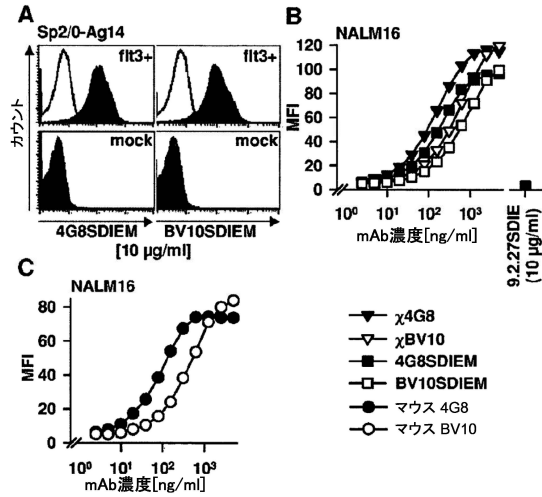 A
Sp2/0-Ag14
flt3+
flt3+
mock
mock
カウント
4G8SDIEM
BV10SDIEM
[10 μg/ml]
B
NALM16
MFI
120
100
80
60
40
20
0
10⁰
10¹
10²
10³
mAb濃度[ng/ml]
9.2.27SDIE
(10 μg/ml)
C
NALM16
MFI
80
60
40
20
0
10⁰
10¹
10²
10³
mAb濃度[ng/ml]
χ4G8
χBV10
4G8SDIEM
BV10SDIEM
マウス 4G8
マウス BV10